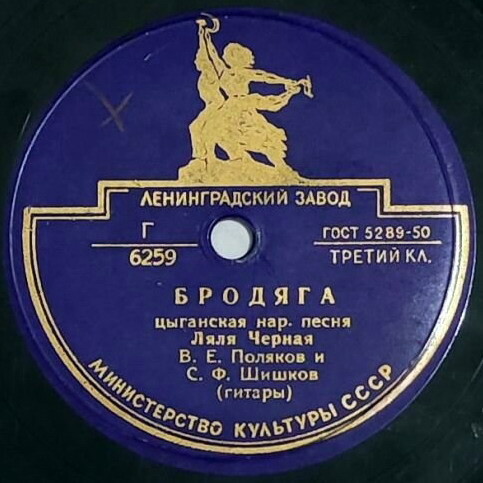 ЛЕНИНГРАДСКИЙ ЗАВОД
Г
6259
ГОСТ 5289-50
ТРЕТИЙ КЛ.
БРОДЯГА
цыганская нар. песня
Ляля Черная
В. Е. Поляков и
С. Ф. Шишков
(гитары)
МИНИСТЕРСТВО КУЛЬТУРЫ СССР